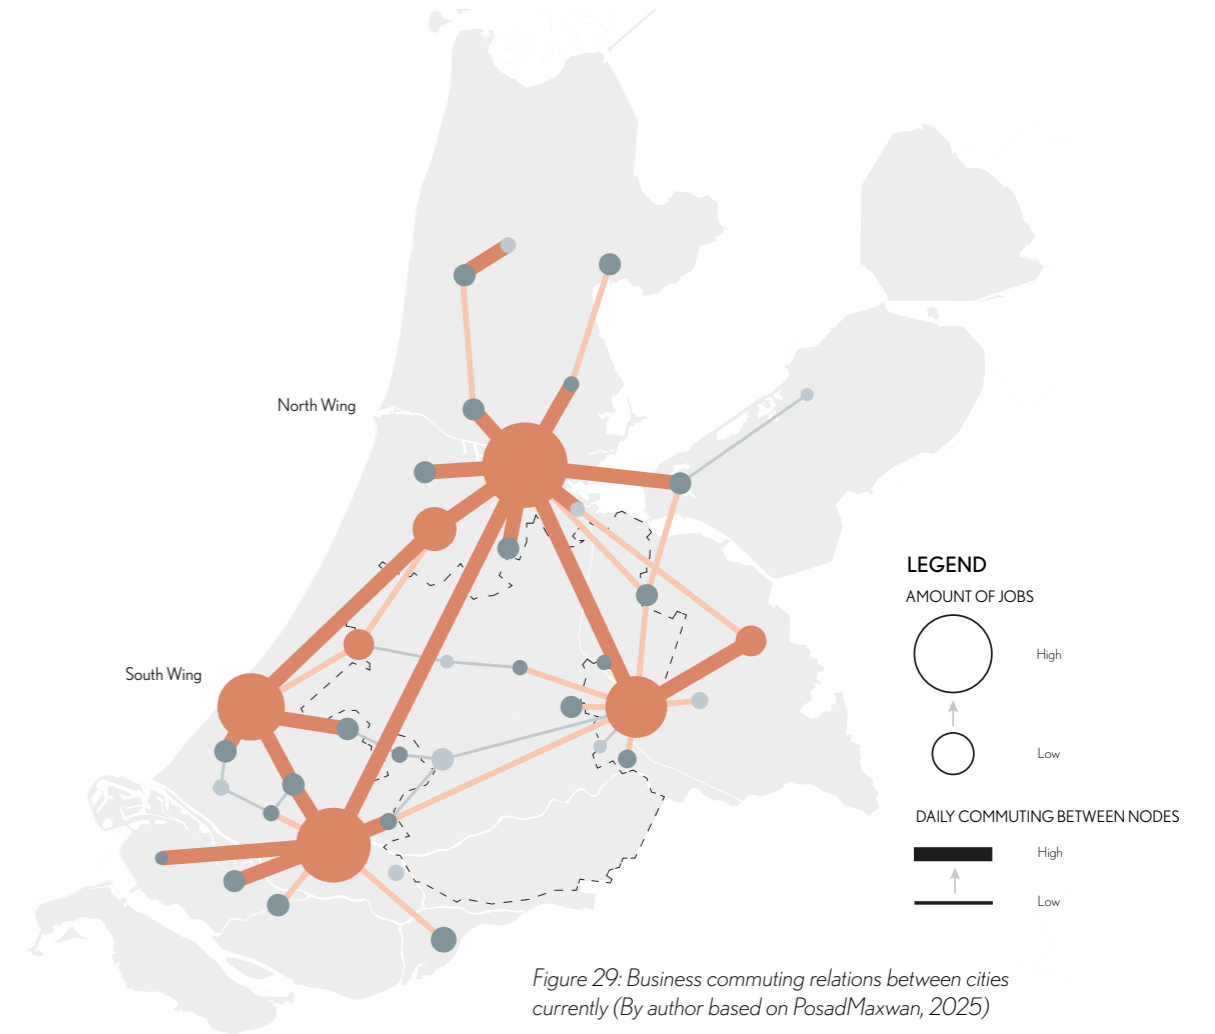 North Wing
South Wing
LEGEND
AMOUNT OF JOBS
High
Low
DAILY COMMUTING BETWEEN NODES
High
Low
Figure 29: Business commuting relations between cities
currently (By author based on PosadMaxwan, 2025)